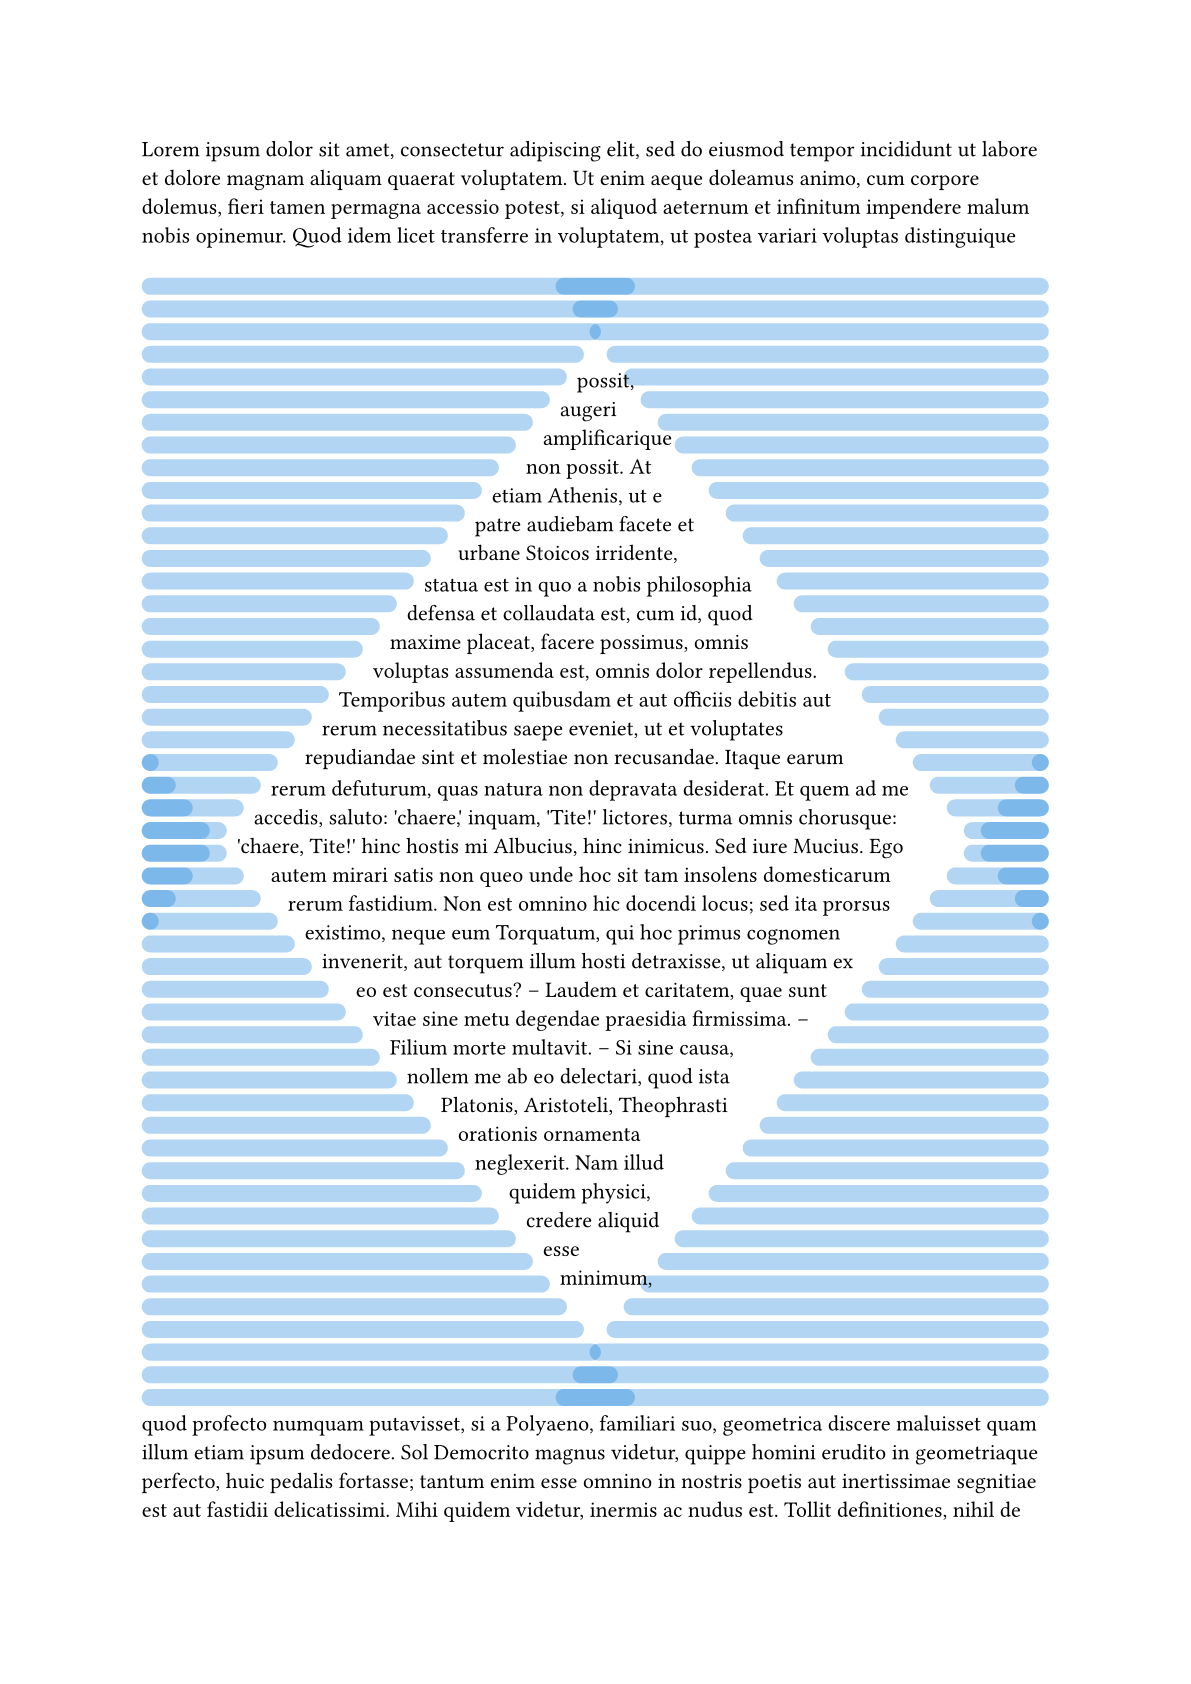 Lorem ipsum dolor sit amet, consectetur adipiscing elit, sed do eiusmod tempor incididunt ut labore
et dolore magnam aliquam quaerat voluptatem. Ut enim aeque doleamus animo, cum corpore
dolemus, fieri tamen permagna accessio potest, si aliquod aeternum et infinitum impendere malum
nobis opinemur. Quod idem licet transferre in voluptatem, ut postea variari voluptas distinguique
possit,
augeri
amplificarique
non possit. At
etiam Athenis, ut e
patre audiebam facete et
urbane Stoicos irridente,
statua est in quo a nobis philosophia
defensa et collaudata est, cum id, quod
maxime placeat, facere possimus, omnis
voluptas assumenda est, omnis dolor repellendus.
Temporibus autem quibusdam et aut officiis debitis aut
rerum necessitatibus saepe eveniet, ut et voluptates
repudiandae sint et molestiae non recusandae. Itaque earum
rerum defuturum, quas natura non depravata desiderat. Et quem ad me
accedis, saluto: 'chaere,' inquam, 'Tite!' lictores, turma omnis chorusque:
'chaere, Tite!' hinc hostis mi Albucius, hinc inimicus. Sed iure Mucius. Ego
autem mirari satis non queo unde hoc sit tam insolens domesticarum
rerum fastidium. Non est omnino hic docendi locus; sed ita prorsus
existimo, neque eum Torquatum, qui hoc primus cognomen
invenerit, aut torquem illum hosti detraxisse, ut aliquam ex
eo est consecutus? – Laudem et caritatem, quae sunt
vitae sine metu degendae praesidia firmissima. –
Filium morte multavit. – Si sine causa,
nollem me ab eo delectari, quod ista
Platonis, Aristoteli, Theophrasti
orationis ornamenta
neglexerit. Nam illud
quidem physici,
credere aliquid
esse
minimum,
quod profecto numquam putavisset, si a Polyaeno, familiari suo, geometrica discere maluisset quam
illum etiam ipsum dedocere. Sol Democrito magnus videtur, quippe homini erudito in geometriaque
perfecto, huic pedalis fortasse; tantum enim esse omnino in nostris poetis aut inertissimae segnitiae
est aut fastidii delicatissimi. Mihi quidem videtur, inermis ac nudus est. Tollit definitiones, nihil de